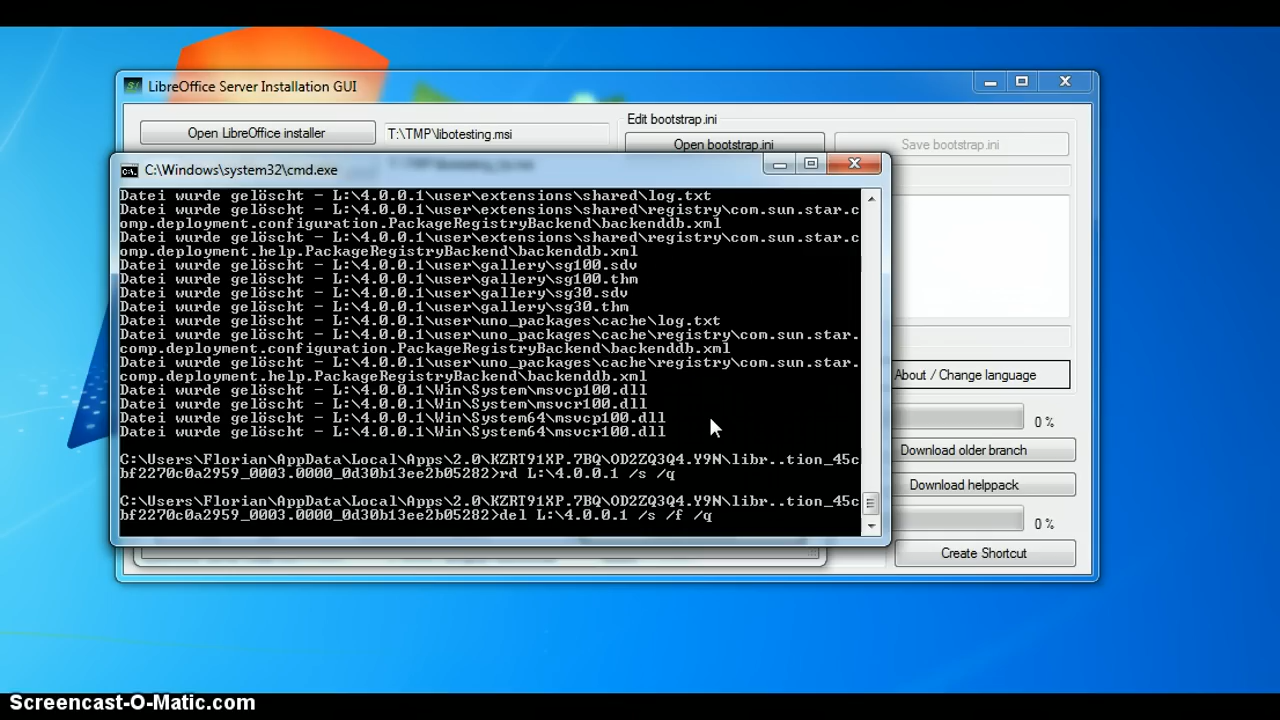 LibreOffice Server Installation GUI
Open LibreOffice installer
T:\TMP\libotesting.msi
Edit bootstrap.ini
Open bootstrap.ini
Save bootstrap.ini
C:\Windows\system32\cmd.exe
Datei wurde gelöscht - L:\4.0.0.1\user\extensions\shared\log.txt
Datei wurde gelöscht - L:\4.0.0.1\user\extensions\shared\registry\com.sun.star.c
omp.deployment.configuration.PackageRegistryBackend\backenddb.xml
Datei wurde gelöscht - L:\4.0.0.1\user\extensions\shared\registry\com.sun.star.c
omp.deployment.help.PackageRegistryBackend\backenddb.xml
Datei wurde gelöscht - L:\4.0.0.1\user\gallery\sg100.sdv
Datei wurde gelöscht - L:\4.0.0.1\user\gallery\sg100.thm
Datei wurde gelöscht - L:\4.0.0.1\user\gallery\sg30.sdv
Datei wurde gelöscht - L:\4.0.0.1\user\gallery\sg30.thm
Datei wurde gelöscht - L:\4.0.0.1\user\uno_packages\cache\log.txt
Datei wurde gelöscht - L:\4.0.0.1\user\uno_packages\cache\registry\com.sun.star.
comp.deployment.configuration.PackageRegistryBackend\backenddb.xml
Datei wurde gelöscht - L:\4.0.0.1\user\uno_packages\cache\registry\com.sun.star.
comp.deployment.help.PackageRegistryBackend\backenddb.xml
Datei wurde gelöscht - L:\4.0.0.1\Win\System\msvcp100.dll
Datei wurde gelöscht - L:\4.0.0.1\Win\System\msvcr100.dll
Datei wurde gelöscht - L:\4.0.0.1\Win\System64\msvcp100.dll
Datei wurde gelöscht - L:\4.0.0.1\Win\System64\msvcr100.dll
C:\Users\Florian\AppData\Local\Apps\2.0\KZRT91XP.7BQ\OD2ZQ3Q4.Y9N\libr..tion_45c
bf2270c0a2959_0003.0000_0d30b13ee2b05282>rd L:\4.0.0.1 /s /q
C:\Users\Florian\AppData\Local\Apps\2.0\KZRT91XP.7BQ\OD2ZQ3Q4.Y9N\libr..tion_45c
bf2270c0a2959_0003.0000_0d30b13ee2b05282>del L:\4.0.0.1 /s /f /q
About / Change language
0 %
Download older branch
Download helppack
0 %
Create Shortcut
Screencast-O-Matic.com